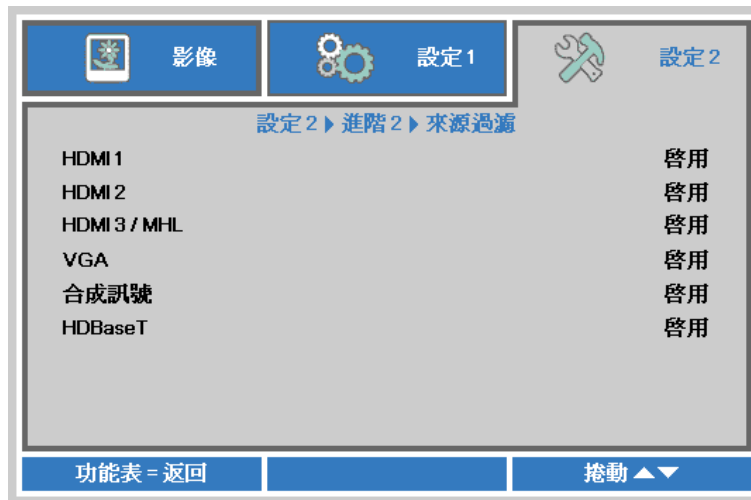 影像 設定1 設定2
設定2▶進階2▶來源過濾
HDMI 1 啓用
HDMI 2 啓用
HDMI 3 / MHL 啓用
VGA 啓用
合成訊號 啓用
HDBaseT 啓用
功能表=返回 捲動▲▼